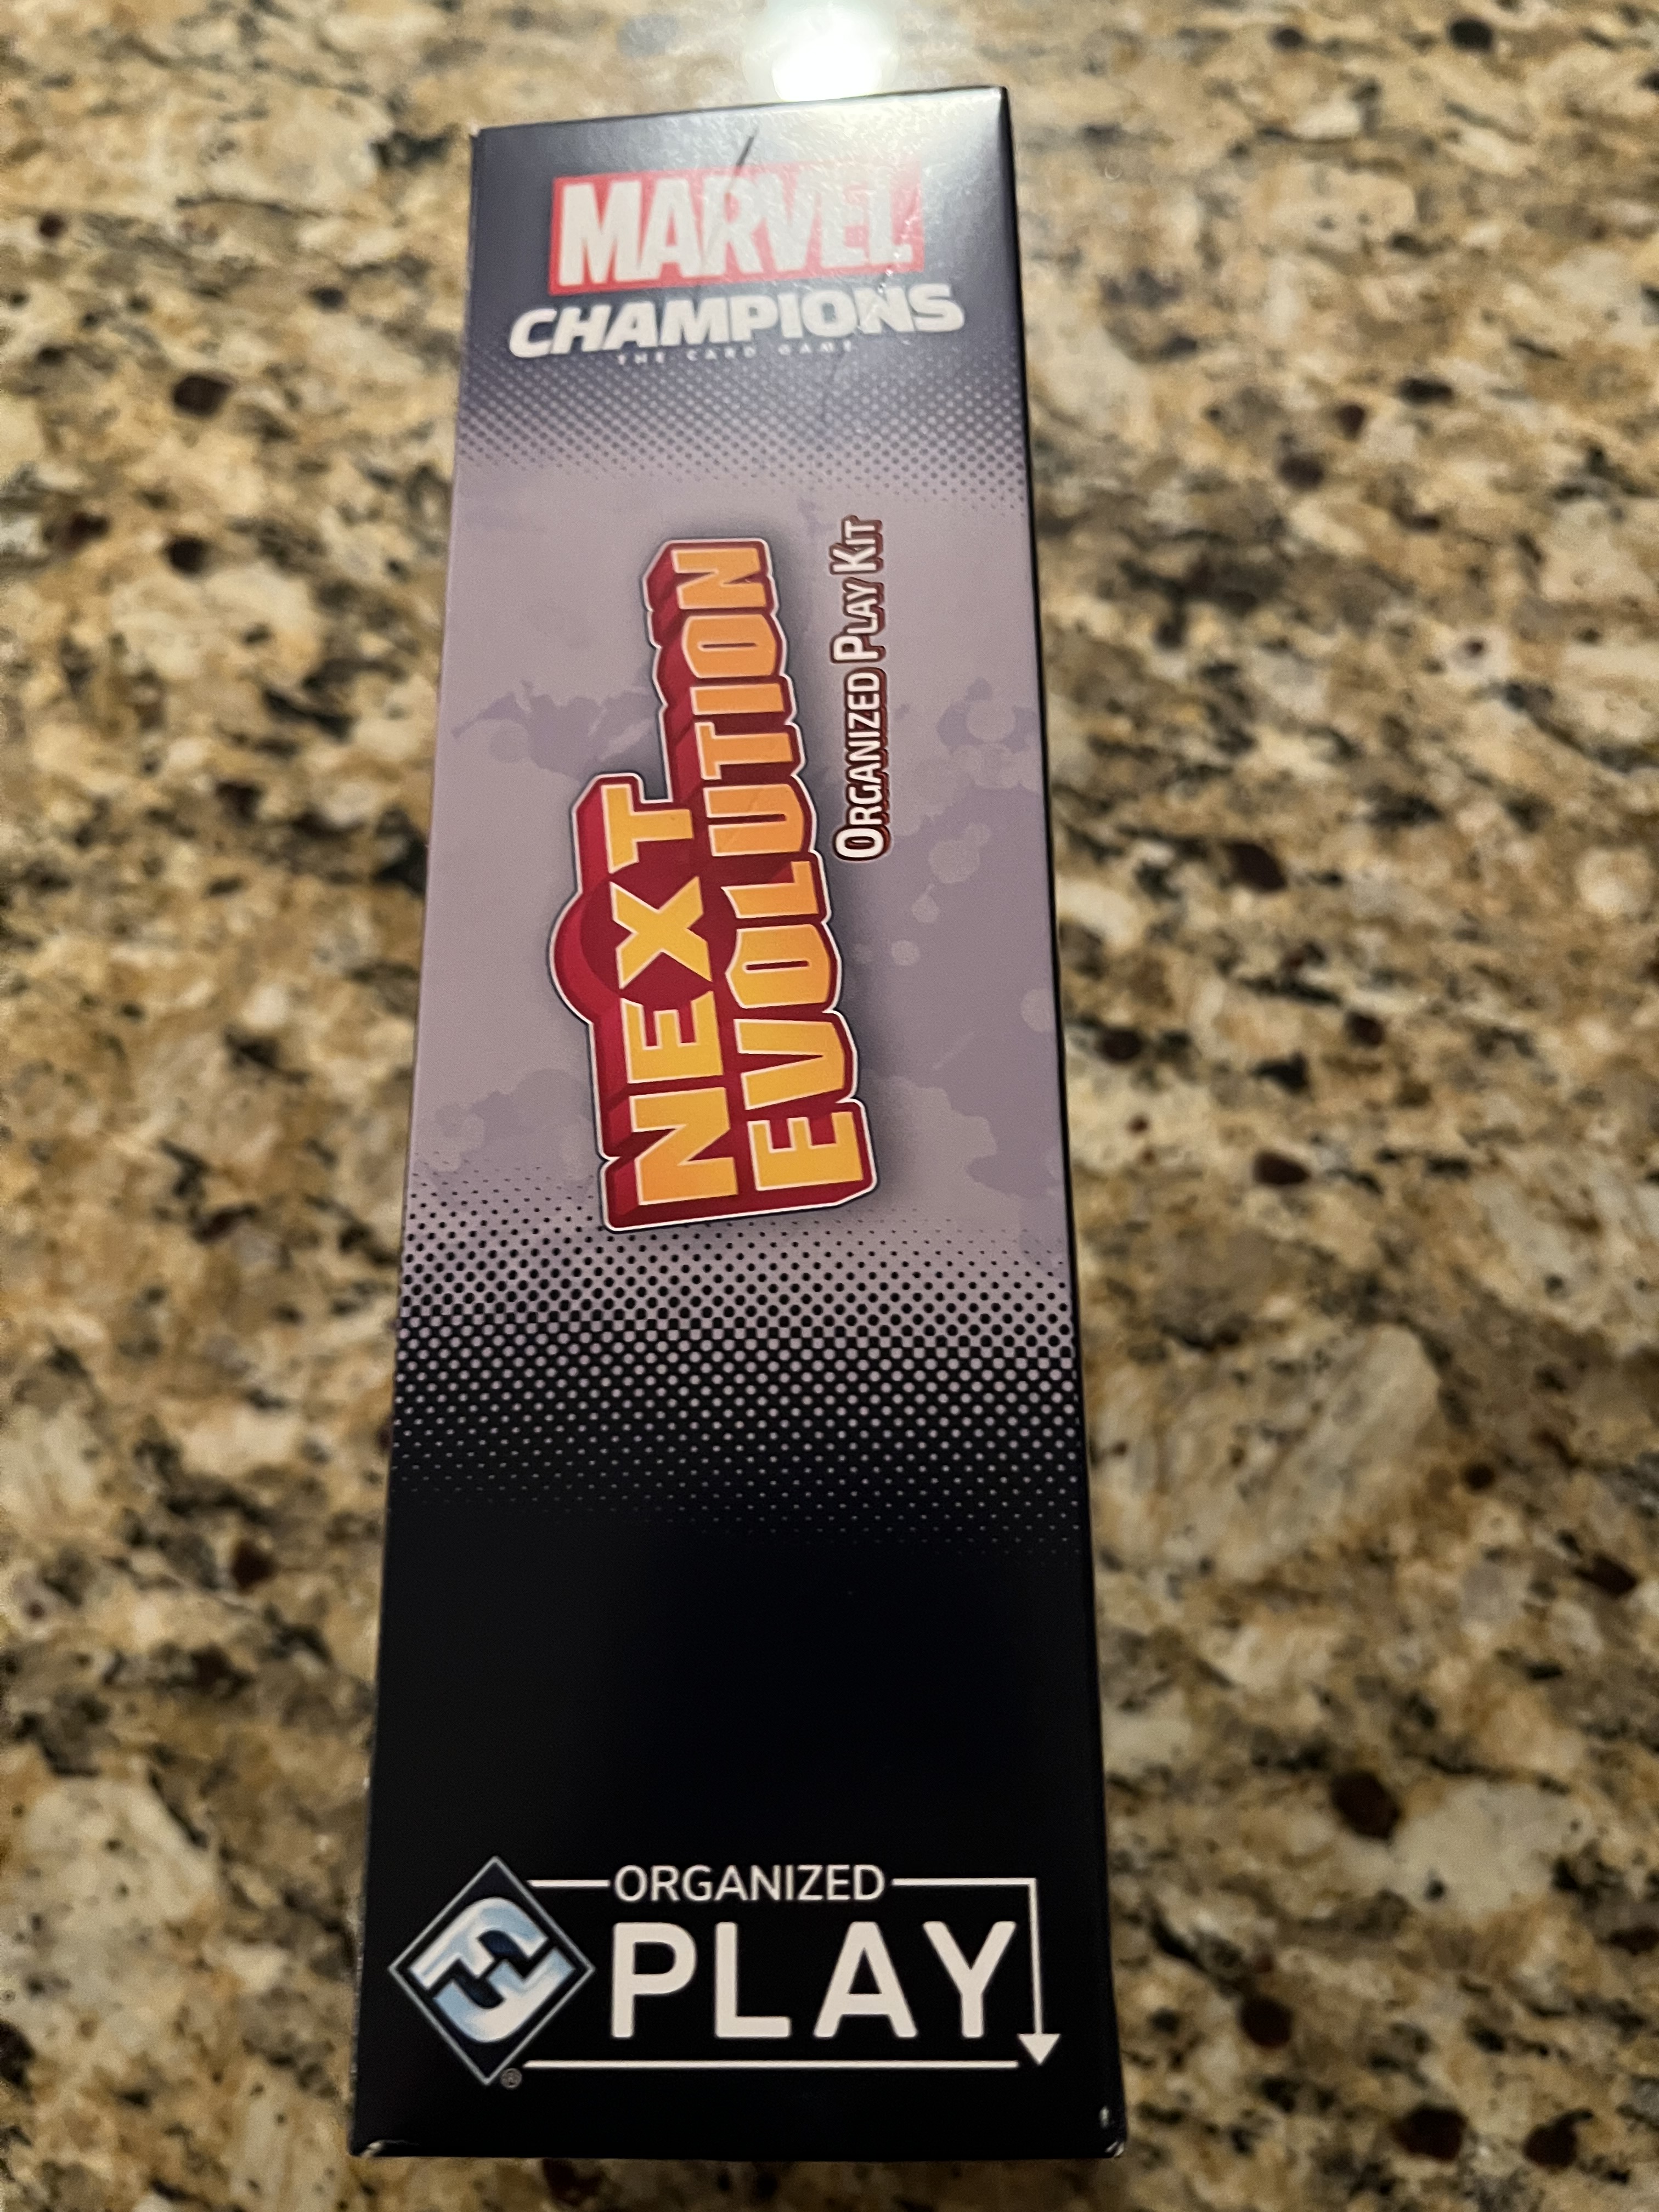 MARVEL
CHAMPIONS
THE CARD GAME
NEXT
EVOLUTION
ORGANIZED PLAY KIT
ORGANIZED
PLAY
®